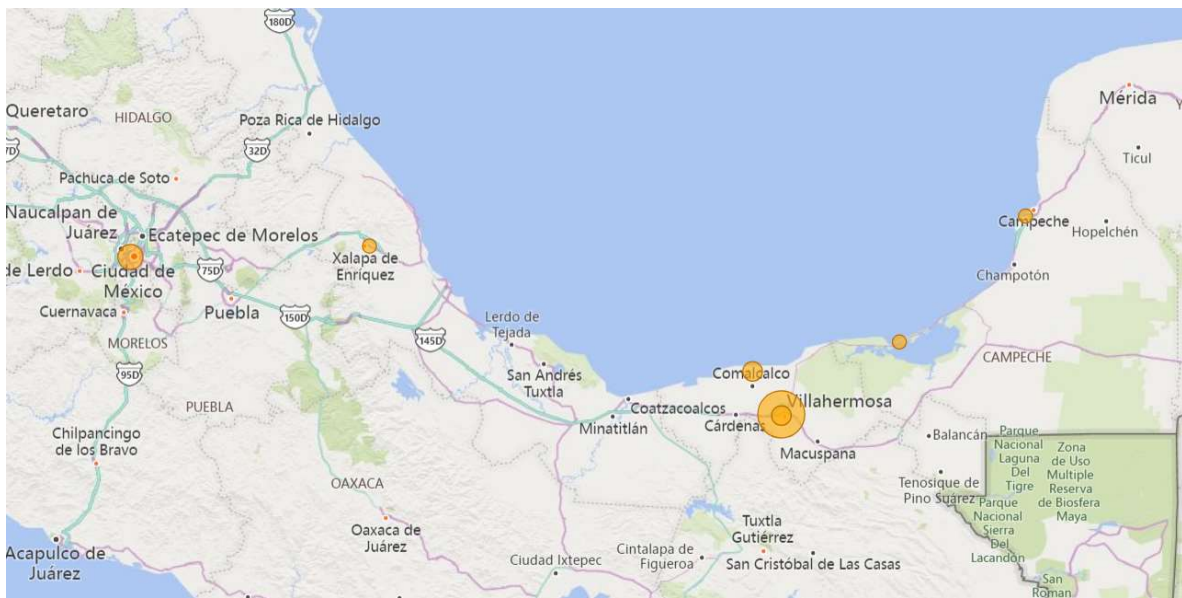 180D
Queretaro
HIDALGO
Poza Rica de Hidalgo
32D
7D
Pachuca de Soto
Naucalpan de
Juárez
Ecatepec de Morelos
de Lerdo
Ciudad de
México
75D
Xalapa de
Enríquez
Cuernavaca
Puebla
150D
MORELOS
95D
PUEBLA
145D
Lerdo de
Tejada
San Andrés
Tuxtla
Chilpancingo
de los Bravo
OAXACA
Oaxaca de
Juárez
Acapulco de
Juárez
Ciudad Ixtepec
Minatitlán
Coatzacoalcos
Comalcalco
Cárdenas
Villahermosa
Macuspana
Cintalapa de
Figueroa
Tuxtla
Gutiérrez
San Cristóbal de Las Casas
Mérida
Y
Ticul
Campeche
Hopelchén
Champotón
CAMPECHE
Balancán
Tenosique de
Pino Suárez
Parque
Nacional
Laguna
Del
Tigre
Zona
de Uso
Multiple
Reserva
de Biosfera
Maya
Parque
Nacional
Sierra
Del
Lacandón
San
Roman